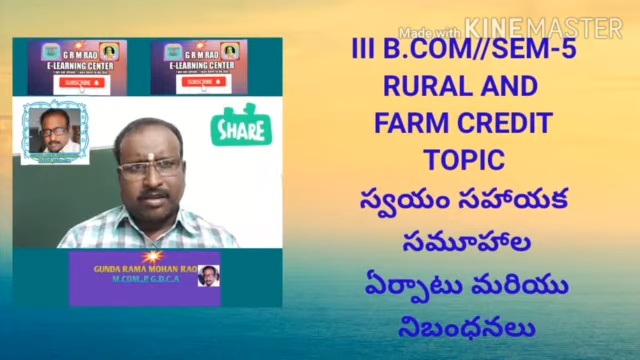 Made with KINEMASTER
G R M RAO
E-LEARNING CENTER
SUBSCRIBE
G R M RAO
E-LEARNING CENTER
SUBSCRIBE
SHARE
GUNDA RAMA MOHAN RAO
M.COM.,P.G.D.C.A
III B.COM//SEM-5
RURAL AND
FARM CREDIT
TOPIC
స్వయం సహాయక
సమూహాల
ఏర్పాటు మరియు
నిబంధనలు